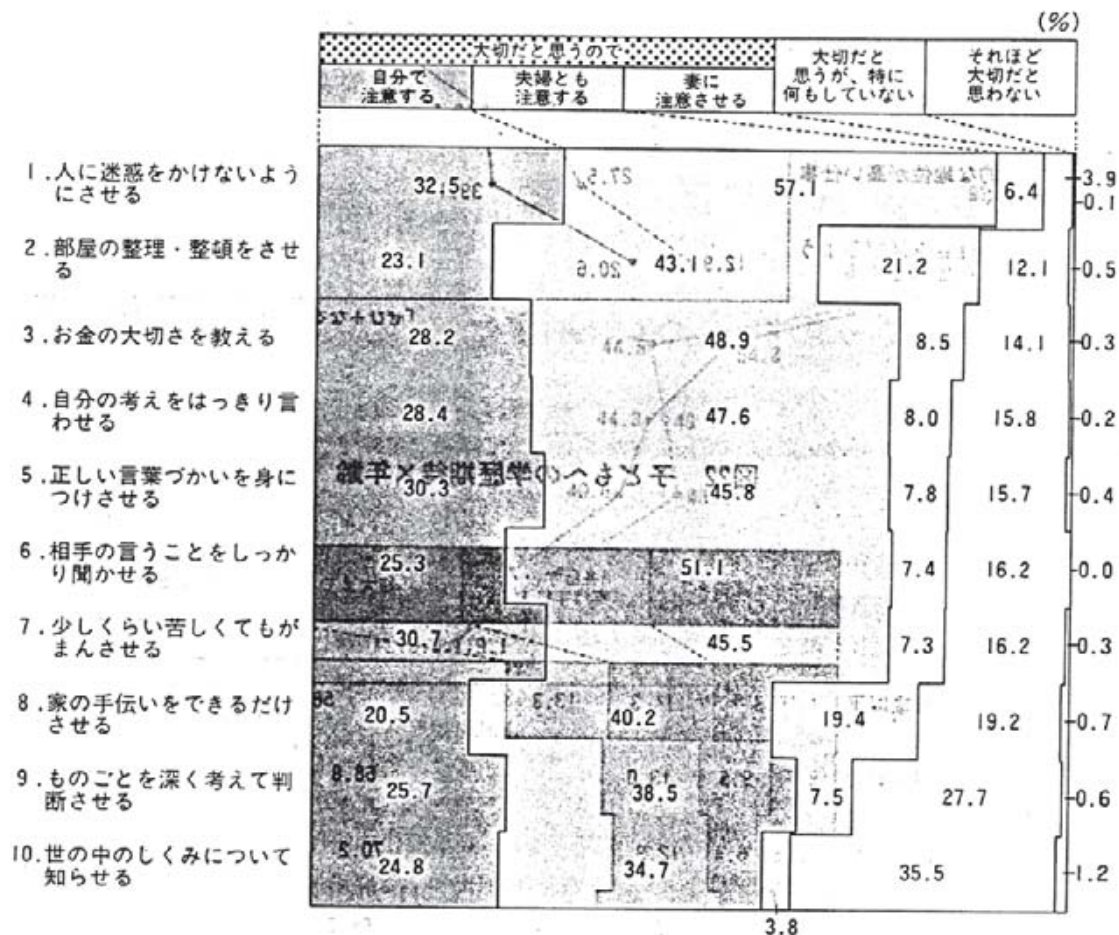 (%)
大切だと思うので
自分で
注意する
夫婦とも
注意する
妻に
注意させる
大切だと
思うが、特に
何もしていない
それほど
大切だと
思わない
1.人に迷惑をかけないよう
にさせる
32.5
57.1
6.4
3.9
0.1
2.部屋の整理・整頓をさせ
る
23.1
43.1
21.2
12.1
0.5
3.お金の大切さを教える
28.2
48.9
8.5
14.1
0.3
4.自分の考えをはっきり言
わせる
28.4
47.6
8.0
15.8
0.2
5.正しい言葉づかいを身に
つけさせる
30.3
45.8
7.8
15.7
0.4
6.相手の言うことをしっか
り聞かせる
25.3
51.1
7.4
16.2
0.0
7.少しくらい苦しくてもが
まんさせる
30.7
45.5
7.3
16.2
0.3
8.家の手伝いをできるだけ
させる
20.5
40.2
19.4
19.2
0.7
9.ものごとを深く考えて判
断させる
25.7
38.5
7.5
27.7
0.6
10.世の中のしくみについて
知らせる
24.8
34.7
35.5
1.2
3.8
図22 子どもへの学歴期待×年齢